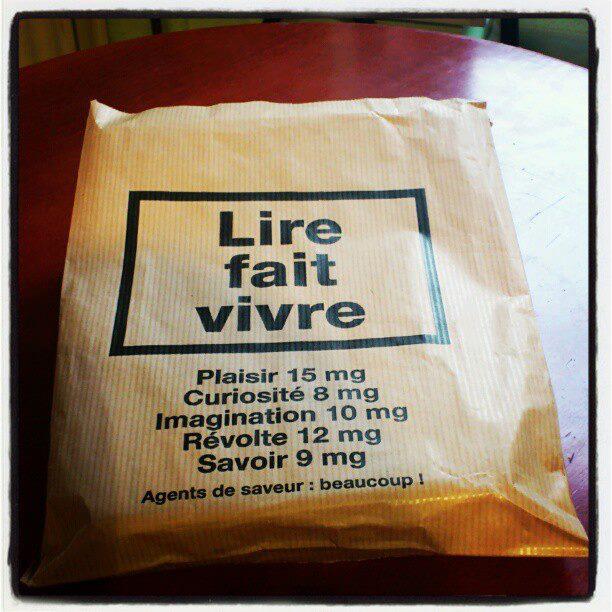 Lire
fait
vivre
Plaisir 15 mg
Curiosité 8 mg
Imagination 10 mg
Révolte 12 mg
Savoir 9 mg
Agents de saveur : beaucoup !